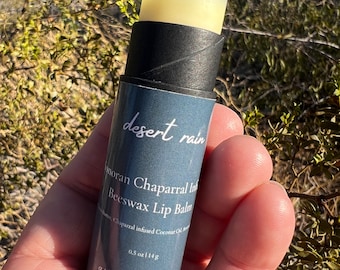 desert rain
Chaparral
Beeswax Lip Balm
Chaparral infused Coconut Oil,
0.5 oz | 14 g